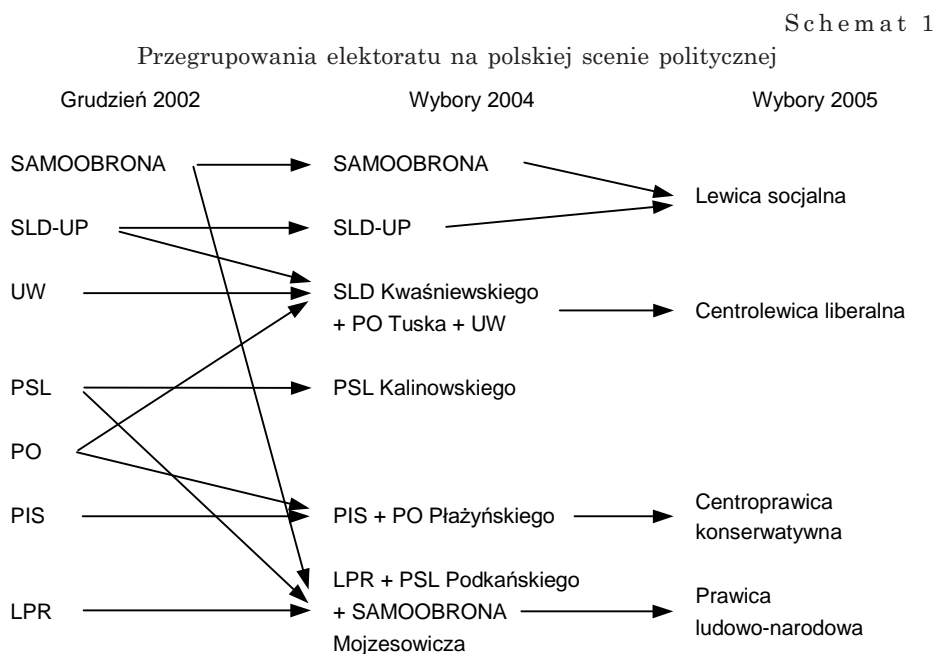 Schemat 1
Przegrupowania elektoratu na polskiej scenie politycznej
Grudzień 2002
Wybory 2004
Wybory 2005
SAMOOBRONA
SLD-UP
UW
PSL
PO
PIS
LPR
SAMOOBRONA
SLD-UP
SLD Kwaśniewskiego
+ PO Tuska + UW
PSL Kalinowskiego
PIS + PO Płażyńskiego
LPR + PSL Podkańskiego
+ SAMOOBRONA
Mojzesowicza
Lewica socjalna
Centrolewica liberalna
Centroprawica
konserwatywna
Prawica
ludowo-narodowa